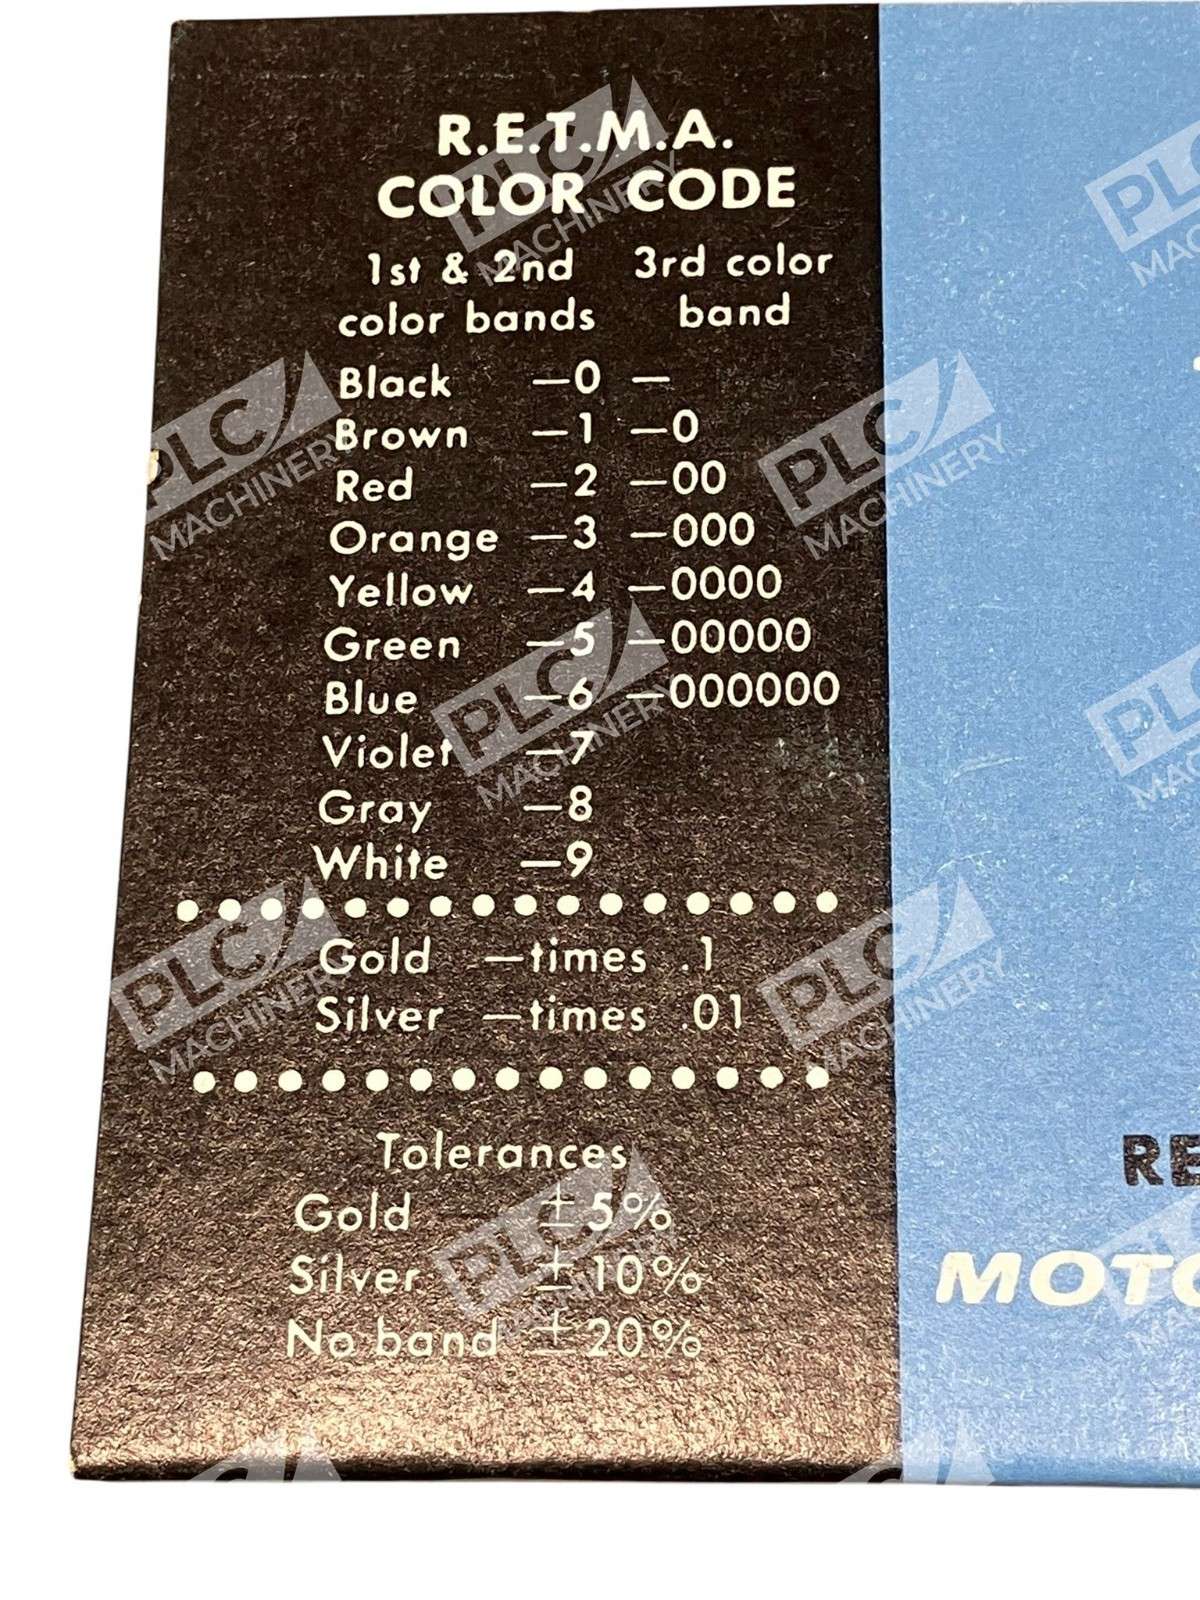 R.E.T.M.A.
COLOR CODE
1st & 2nd color bands 3rd color band
Black —0 —
Brown —1 —0
Red —2 —00
Orange —3 —000
Yellow —4 —0000
Green —5 —00000
Blue —6 —000000
Violet —7
Gray —8
White —9
Gold —times .1
Silver —times .01
Tolerances
Gold ±5%
Silver ±10%
No band ±20%
RE
MOTO
PLC MACHINERY